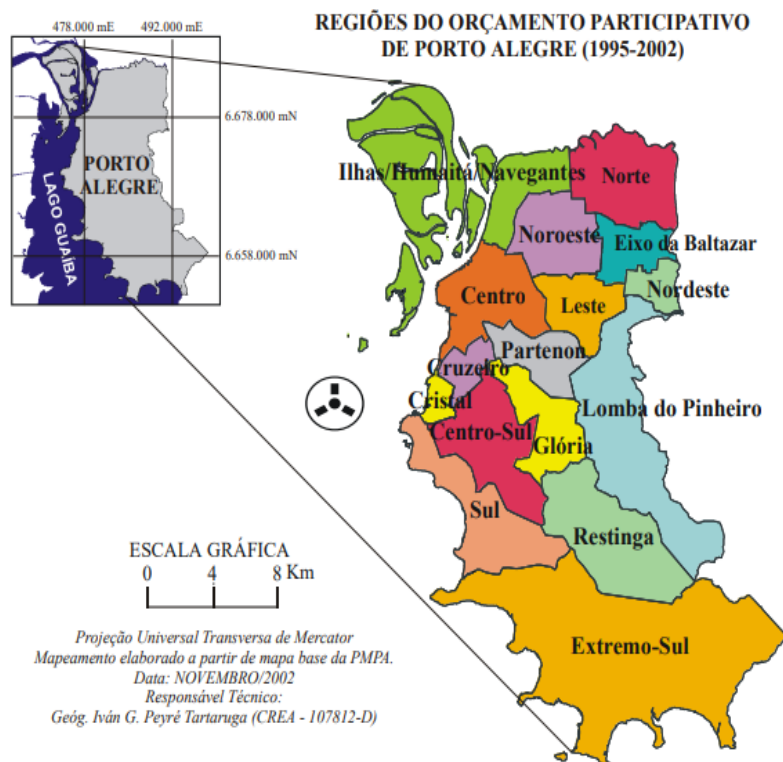 REGIÕES DO ORÇAMENTO PARTICIPATIVO
DE PORTO ALEGRE (1995-2002)
478.000 mE
492.000 mE
6.678.000 mN
PORTO
ALEGRE
LAGO GUAÍBA
6.658.000 mN
Ilhas/Humaitá/Navegantes
Norte
Noroeste
Eixo da Baltazar
Nordeste
Centro
Leste
Partenon
Cruzeiro
Cristal
Lomba do Pinheiro
Centro-Sul
Glória
Sul
Restinga
Extremo-Sul
ESCALA GRÁFICA
0 4 8 Km
Projeção Universal Transversa de Mercator
Mapeamento elaborado a partir de mapa base da PMPA.
Data: NOVEMBRO/2002
Responsável Técnico:
Geóg. Iván G. Peyré Tartaruga (CREA - 107812-D)